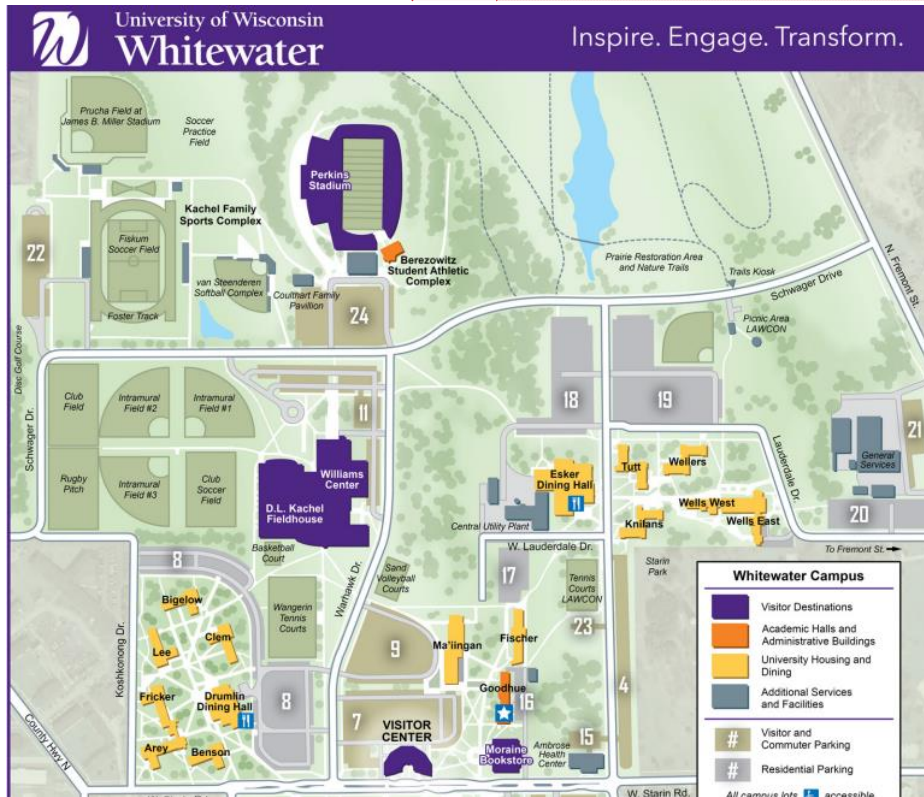 University of Wisconsin
Whitewater
Inspire. Engage. Transform.
Prucha Field at
James B. Miller Stadium
Soccer
Practice
Field
Perkins
Stadium
Kachel Family
Sports Complex
22
Fiskum
Soccer Field
Foster Track
van Steenderen
Softball Complex
Coulthart Family
Pavilion
Berezowitz
Student Athletic
Complex
24
Prairie Restoration Area
and Nature Trails
Trails Kiosk
Schwager Drive
N. Fremont St.
Picnic Area
LAWCON
Disc Golf Course
Schwager Dr.
Club
Field
Intramural
Field #2
Intramural
Field #1
11
18
19
21
Rugby
Pitch
Intramural
Field #3
Club
Soccer
Field
Williams
Center
D.L. Kachel
Fieldhouse
Esker
Dining Hall
Central Utility Plant
Tutt
Wellers
Wells West
Wells East
Knilans
Lauderdale Dr.
General
Services
20
To Fremont St.
W. Lauderdale Dr.
Basketball
Court
8
Koshkonong Dr.
Bigelow
Clem
Lee
Fricker
Drumlin
Dining Hall
Arey
Benson
Wangerin
Tennis
Courts
8
Warhawk Dr.
Sand
Volleyball
Courts
9
7
Ma'iingan
Fischer
17
Tennis
Courts
LAWCON
23
Starin
Park
4
Goodhue
16
VISITOR
CENTER
Moraine
Bookstore
Ambrose
Health
Center
15
County Hwy N
W. Starin Rd.
Whitewater Campus
Visitor Destinations
Academic Halls and
Administrative Buildings
University Housing and
Dining
Additional Services
and Facilities
# Visitor and
Commuter Parking
# Residential Parking
All campus lots accessible